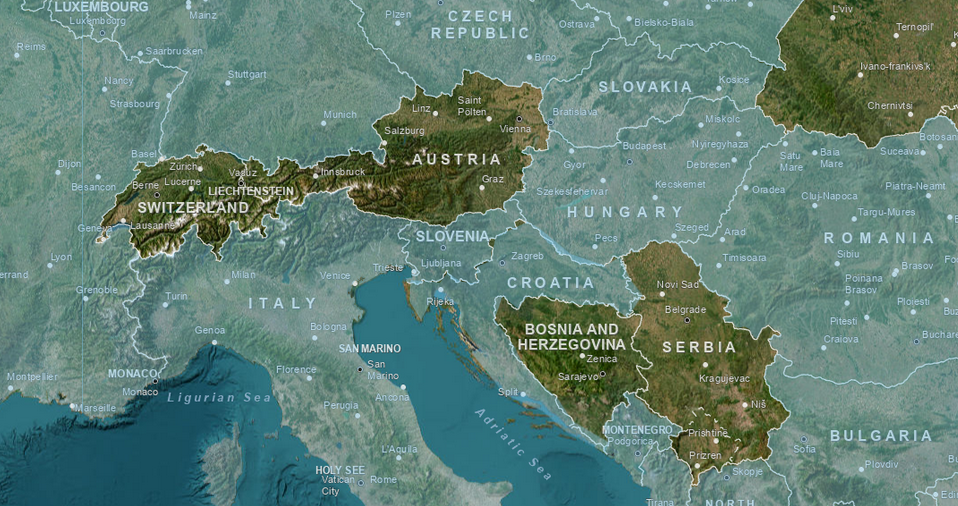 LUXEMBOURG
Luxembourg
Mainz
Plzen
CZECH
REPUBLIC
Ostrava
Bielsko-Biala
L'viv
Ternopil'
Reims
Saarbrucken
Brno
Nancy
Stuttgart
SLOVAKIA
Kosice
Ivano-frankivs'k
Strasbourg
Munich
Linz
Saint
Pölten
Vienna
Bratislava
Chernivtsi
Miskolc
Salzburg
Nyiregyhaza
Botosani
Dijon
Basel
Zürich
Vaduz
AUSTRIA
Gyor
Budapest
Debrecen
Satu
Mare
Baia
Mare
Suceava
Besancon
Berne
Lucerne
LIECHTENSTEIN
Innsbruck
Graz
Szekesfehervar
Kecskemet
Oradea
Cluj-Napoca
Piatra-Neamt
SWITZERLAND
HUNGARY
Targu-Mures
Geneva
Lausanne
SLOVENIA
Pecs
Szeged
Arad
ROMANIA
Lyon
Ljubljana
Zagreb
Timisoara
Sibiu
Brasov
Grenoble
Milan
Venice
Trieste
CROATIA
Novi Sad
Poinana
Brasov
Turin
ITALY
Rijeka
Belgrade
Ploiesti
Genoa
Bologna
BOSNIA AND
HERZEGOVINA
Pitesti
SAN MARINO
San
Marino
Zenica
SERBIA
Craiova
MONACO
Monaco
Florence
Sarajevo
Kragujevac
Montpellier
Marseille
Ligurian Sea
Ancona
Split
Niš
Perugia
Adriatic Sea
MONTENEGRO
Podgorica
Prishtine
BULGARIA
L'Aquila
Prizren
Sofia
HOLY SEE
Vatican
City
Rome
Skopje
Plovdiv
Tirana
NORTH